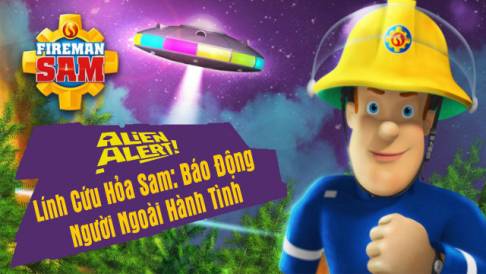 FIREMAN
SAM
ALIEN
ALERT!
Lính Cứu Hỏa Sam: Báo Động
Người Ngoài Hành Tinh